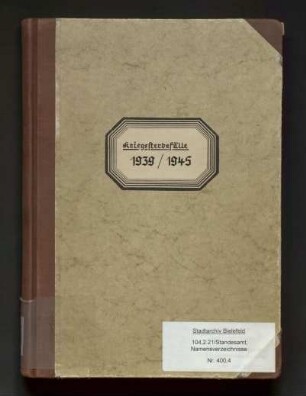 Kriegssterbefälle
1939 / 1945
Stadtarchiv Bielefeld
104,2.21/Standesamt,
Namensverzeichnisse
Nr. 400,4